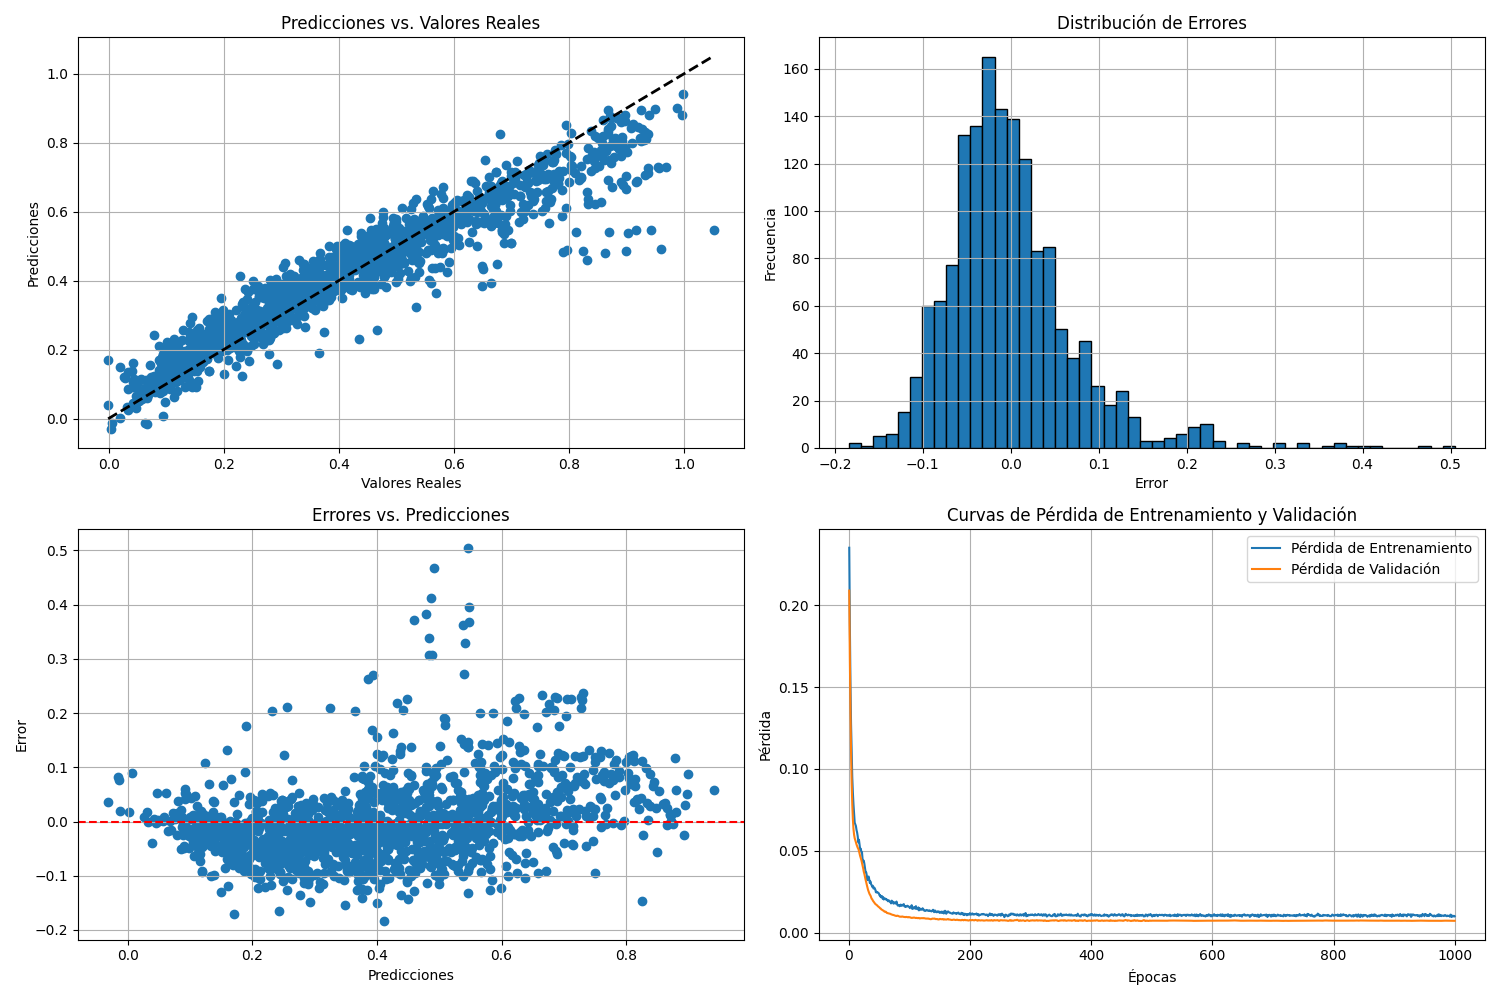 Predicciones vs. Valores Reales
Predicciones
1.0
0.8
0.6
0.4
0.2
0.0
0.0 0.2 0.4 0.6 0.8 1.0
Valores Reales
Distribución de Errores
Frecuencia
160
140
120
100
80
60
40
20
0
−0.2 −0.1 0.0 0.1 0.2 0.3 0.4 0.5
Error
Errores vs. Predicciones
Error
0.5
0.4
0.3
0.2
0.1
0.0
−0.1
−0.2
0.0 0.2 0.4 0.6 0.8
Predicciones
Curvas de Pérdida de Entrenamiento y Validación
Pérdida de Entrenamiento
Pérdida de Validación
Pérdida
0.20
0.15
0.10
0.05
0.00
0 200 400 600 800 1000
Épocas